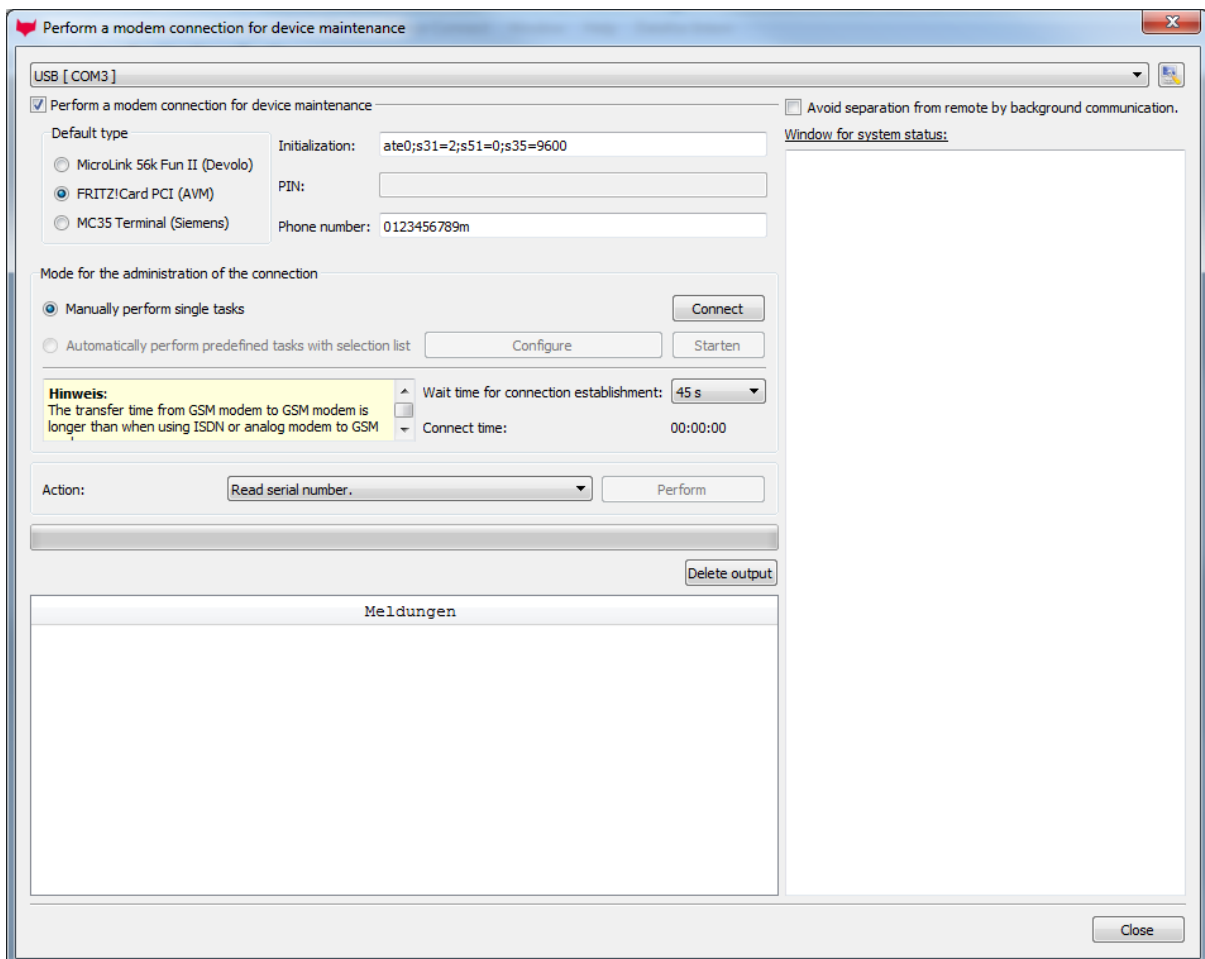 Perform a modem connection for device maintenance
USB [ COM3 ]
Perform a modem connection for device maintenance
Avoid separation from remote by background communication.
Default type
Window for system status:
Initialization:
ate0;s31=2;s51=0;s35=9600
MicroLink 56k Fun II (Devolo)
PIN:
FRITZ!Card PCI (AVM)
MC35 Terminal (Siemens)
Phone number:
0123456789m
Mode for the administration of the connection
Manually perform single tasks
Connect
Automatically perform predefined tasks with selection list
Configure
Starten
Hinweis:
The transfer time from GSM modem to GSM modem is
longer than when using ISDN or analog modem to GSM
Wait time for connection establishment:
45 s
Connect time:
00:00:00
Action:
Read serial number.
Perform
Delete output
Meldungen
Close